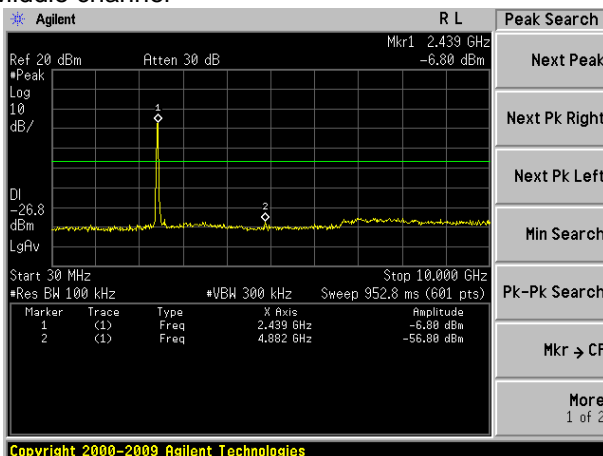 Middle channel
Agilent R L Peak Search
Mkr1 2.439 GHz
Ref 20 dBm Atten 30 dB -6.80 dBm
#Peak
Log
10
dB/
1
2
DI
-26.8
dBm
LgAv
Start 30 MHz Stop 10.000 GHz
#Res BW 100 kHz #VBW 300 kHz Sweep 952.8 ms (601 pts)
Marker Trace Type X Axis Amplitude
1 (1) Freq 2.439 GHz -6.80 dBm
2 (1) Freq 4.882 GHz -56.80 dBm
Next Peak
Next Pk Right
Next Pk Left
Min Search
Pk-Pk Search
Mkr → CF
More
1 of 2
Copyright 2000-2009 Agilent Technologies